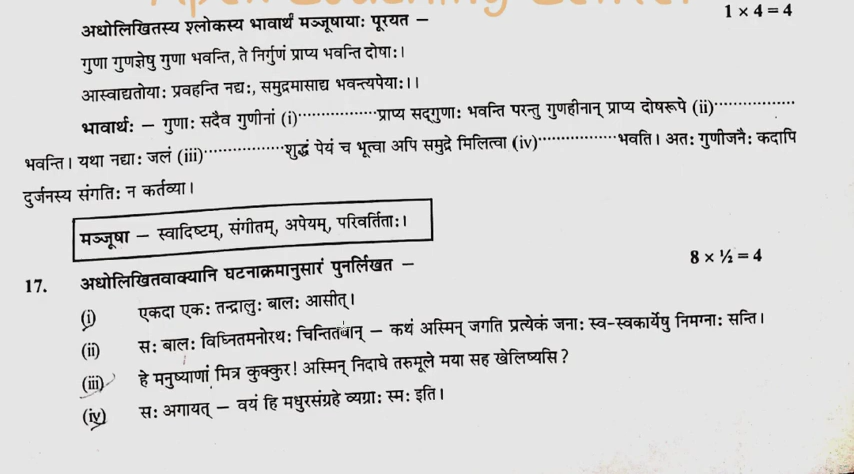 Apex Coaching Center
1 × 4 = 4
अधोलिखितस्य श्लोकस्य भावार्थं मञ्जूषायाः पूरयत –
गुणा गुणज्ञेषु गुणा भवन्ति, ते निर्गुणं प्राप्य भवन्ति दोषाः।
आस्वाद्यतोयाः प्रवहन्ति नद्यः, समुद्रमासाद्य भवन्त्यपेयाः।।
भावार्थः – गुणाः सदैव गुणीनां (i)..................प्राप्य सद्गुणाः भवन्ति परन्तु गुणहीनान् प्राप्य दोषरूपे (ii)..................
भवन्ति। यथा नद्याः जलं (iii)..................शुद्धं पेयं च भूत्वा अपि समुद्रे मिलित्वा (iv)..................भवति। अतः गुणीजनैः कदापि
दुर्जनस्य संगतिः न कर्तव्या।
मञ्जूषा – स्वादिष्टम्, संगीतम्, अपेयम्, परिवर्तिताः।
17. अधोलिखितवाक्यानि घटनाक्रमानुसारं पुनर्लिखत – 8 × ½ = 4
(i) एकदा एकः तन्द्रालुः बालः आसीत्।
(ii) सः बालः विघ्नितमनोरथः चिन्तितवान् – कथं अस्मिन् जगति प्रत्येकं जनाः स्व-स्वकार्येषु निमग्नाः सन्ति।
(iii) हे मनुष्याणां मित्र कुक्कुर! अस्मिन् निदाघे तरुमूले मया सह खेलिष्यसि?
(iv) सः अगायत् – वयं हि मधुरसंग्रहे व्यग्राः स्मः इति।